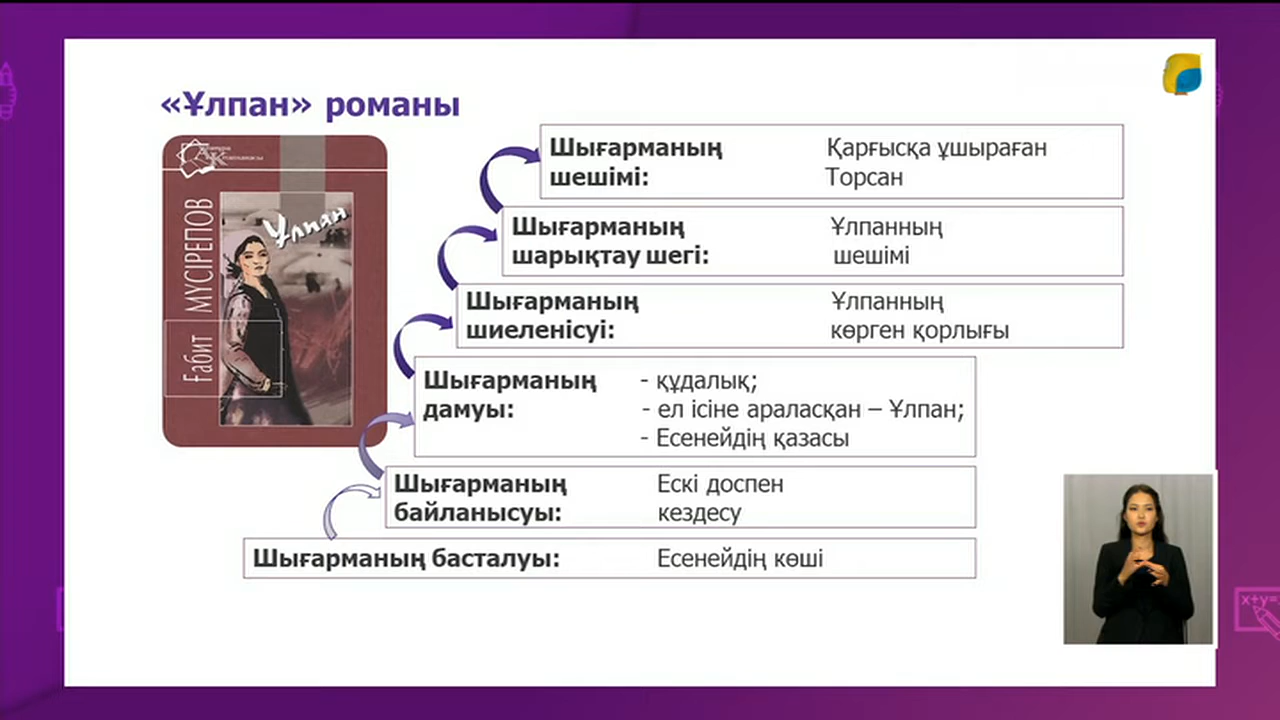 «Ұлпан» романы
Ғабит МҮСІРЕПОВ
Ұлпан
Шығарманың шешімі:
Қарғысқа ұшыраған Торсан
Шығарманың шарықтау шегі:
Ұлпанның шешімі
Шығарманың шиеленісуі:
Ұлпанның көрген қорлығы
Шығарманың дамуы:
- құдалық;
- ел ісіне араласқан – Ұлпан;
- Есенейдің қазасы
Шығарманың байланысуы:
Ескі доспен кездесу
Шығарманың басталуы:
Есенейдің көші
x+y=